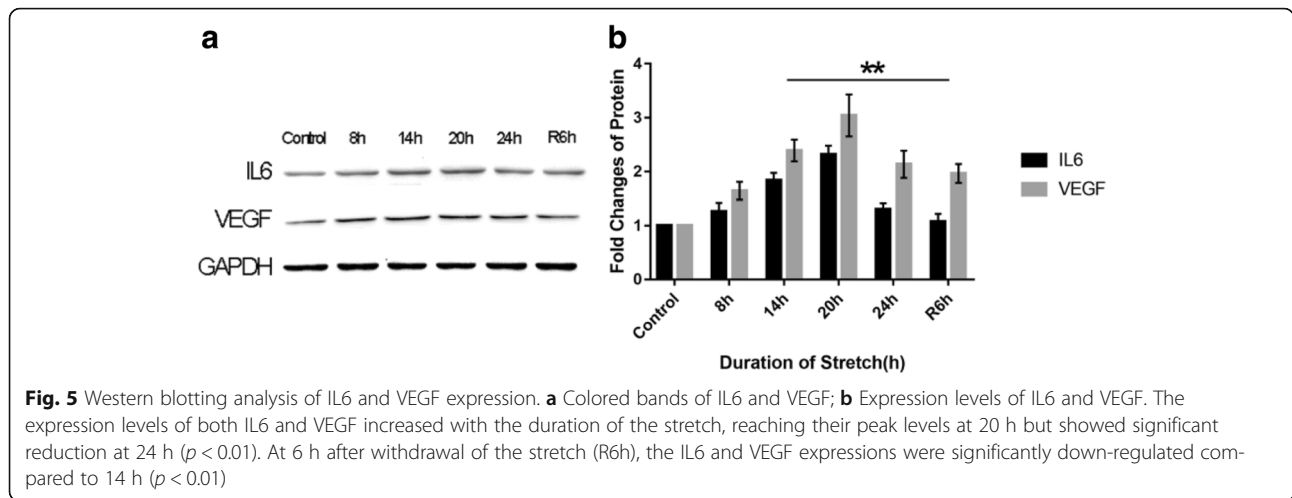 a
Control 8h 14h 20h 24h R6h
IL6
VEGF
GAPDH
b
Fold Changes of Protein
4
3
2
1
0
**
Control 8h 14h 20h 24h R6h
Duration of Stretch(h)
IL6
VEGF
Fig. 5 Western blotting analysis of IL6 and VEGF expression. a Colored bands of IL6 and VEGF; b Expression levels of IL6 and VEGF. The
expression levels of both IL6 and VEGF increased with the duration of the stretch, reaching their peak levels at 20 h but showed significant
reduction at 24 h (p < 0.01). At 6 h after withdrawal of the stretch (R6h), the IL6 and VEGF expressions were significantly down-regulated com-
pared to 14 h (p < 0.01)